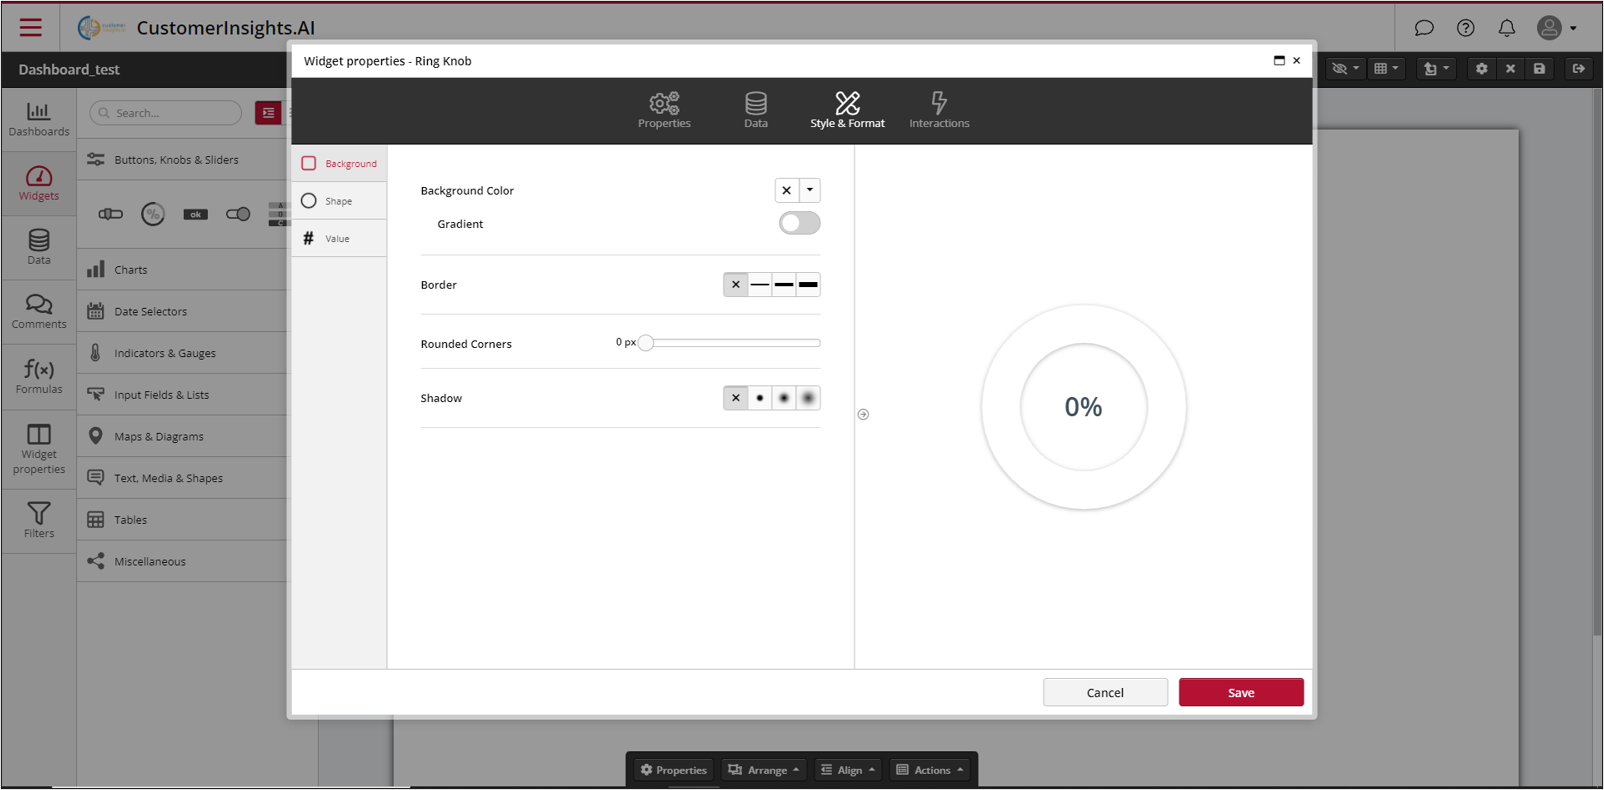 customer
insights.ai
CustomerInsights.AI
Dashboard_test
Widget properties - Ring Knob
Properties
Data
Style & Format
Interactions
Dashboards
Widgets
Data
Comments
Formulas
Widget
properties
Filters
Search...
Buttons, Knobs & Sliders
%
ok
A
B
C
Charts
Date Selectors
Indicators & Gauges
Input Fields & Lists
Maps & Diagrams
Text, Media & Shapes
Tables
Miscellaneous
Background
Shape
# Value
Background Color
Gradient
Border
Rounded Corners 0 px
Shadow
0%
Cancel
Save
Properties
Arrange
Align
Actions
f(x)